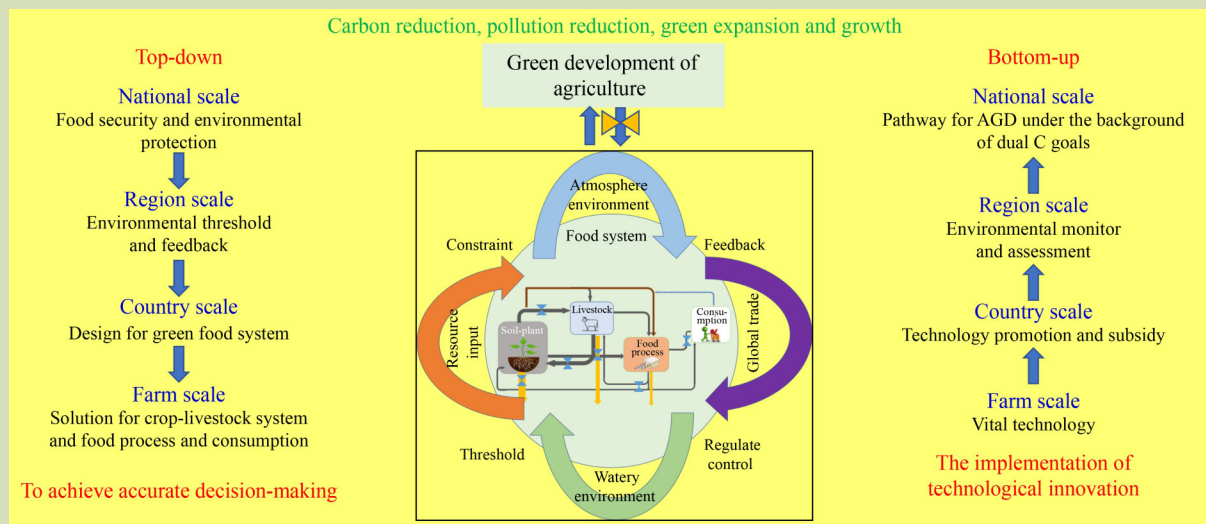 Carbon reduction, pollution reduction, green expansion and growth
Top-down
National scale
Food security and environmental
protection
Region scale
Environmental threshold
and feedback
Country scale
Design for green food system
Farm scale
Solution for crop-livestock system
and food process and consumption
To achieve accurate decision-making
Green development of
agriculture
Atmosphere
environment
Food system
Constraint
Feedback
Resource
input
Global trade
Livestock
Soil-plant
Consu-
mption
Food
process
Threshold
Regulate
control
Watery
environment
Bottom-up
National scale
Pathway for AGD under the background
of dual C goals
Region scale
Environmental monitor
and assessment
Country scale
Technology promotion and subsidy
Farm scale
Vital technology
The implementation of
technological innovation